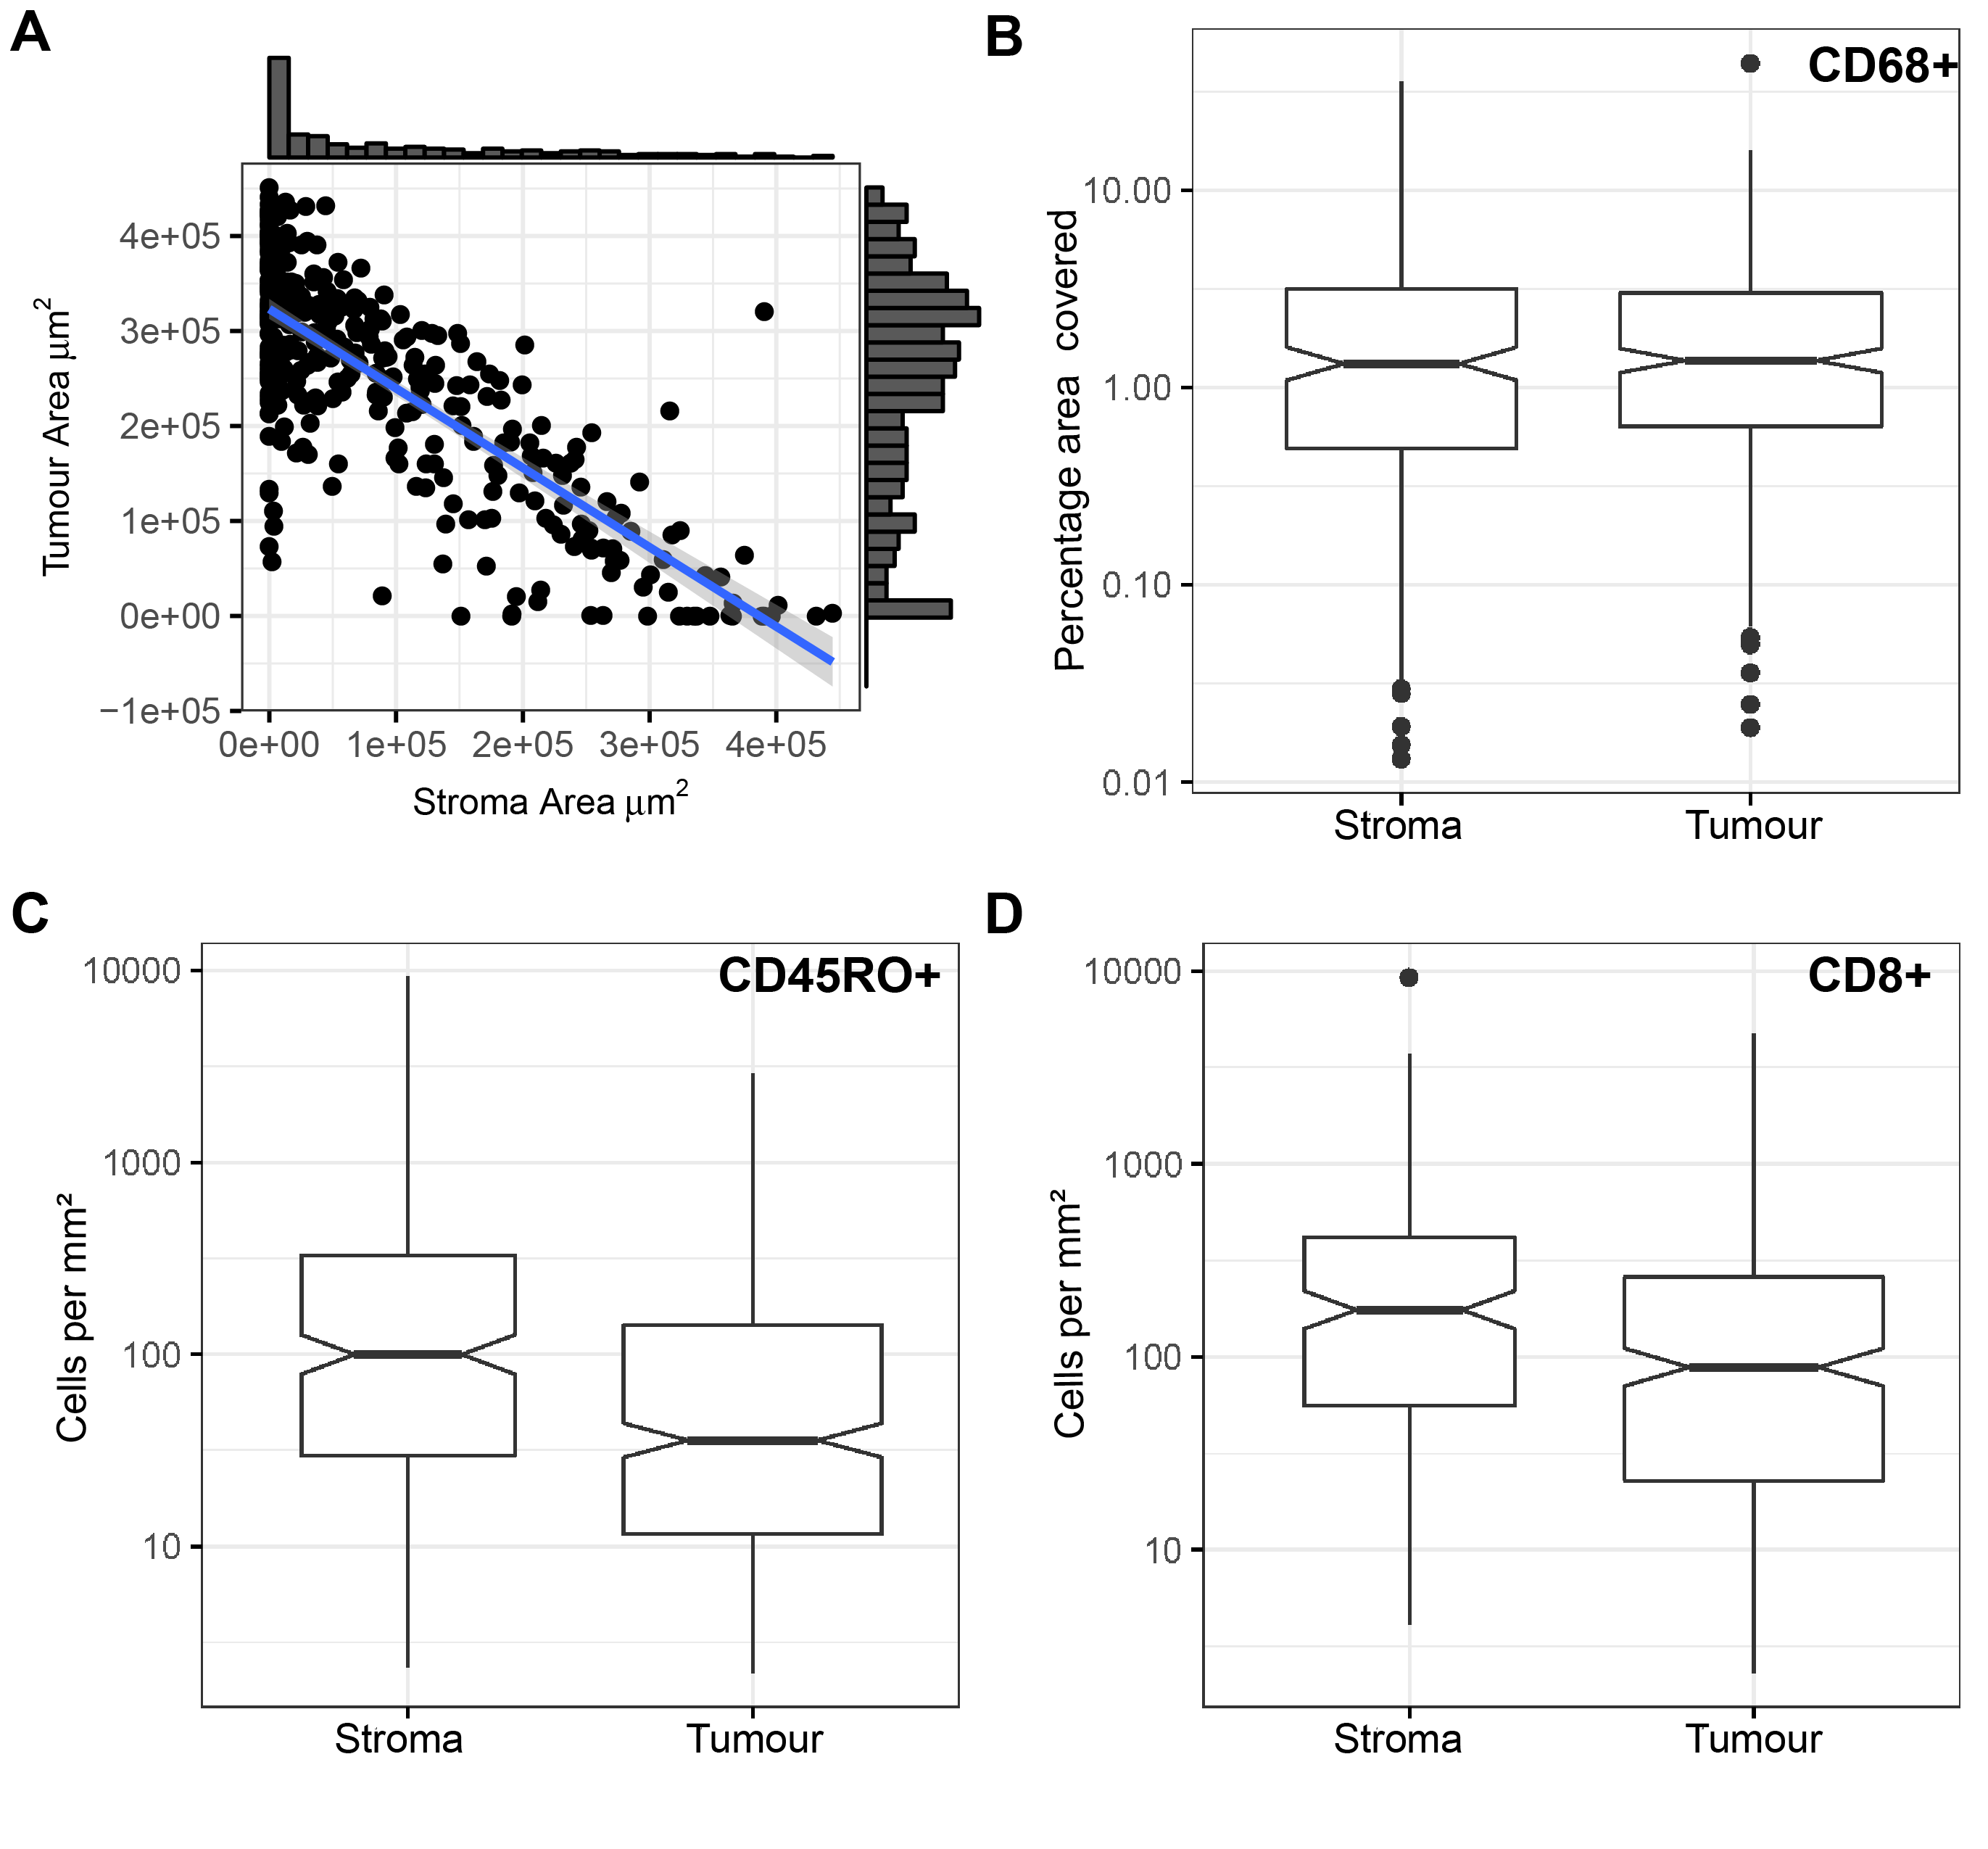 A
4e+05
3e+05
2e+05
1e+05
0e+00
−1e+05
Tumour Area μm²
0e+00 1e+05 2e+05 3e+05 4e+05
Stroma Area μm²
B
CD68+
10.00
1.00
0.10
0.01
Percentage area covered
Stroma Tumour
C
CD45RO+
10000
1000
100
10
Cells per mm²
Stroma Tumour
D
CD8+
10000
1000
100
10
Cells per mm²
Stroma Tumour